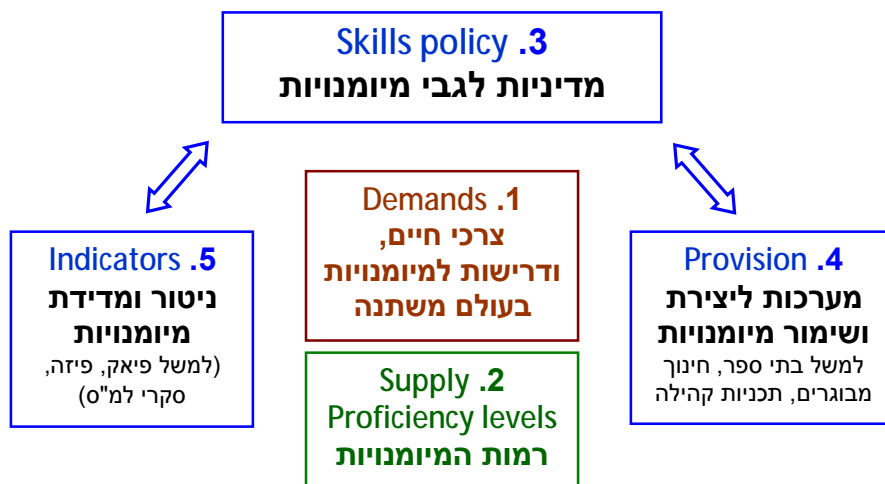 3. Skills policy
מדיניות לגבי מיומנויות
1. Demands
צרכי חיים,
ודרישות למיומנויות
בעולם משתנה
5. Indicators
ניטור ומדידת
מיומנויות
(למשל פיאק, פיזה,
סקרי למ"ס)
4. Provision
מערכות ליצירת
ושימור מיומנויות
למשל בתי ספר, חינוך
מבוגרים, תכניות קהילה
2. Supply
Proficiency levels
רמות המיומנויות